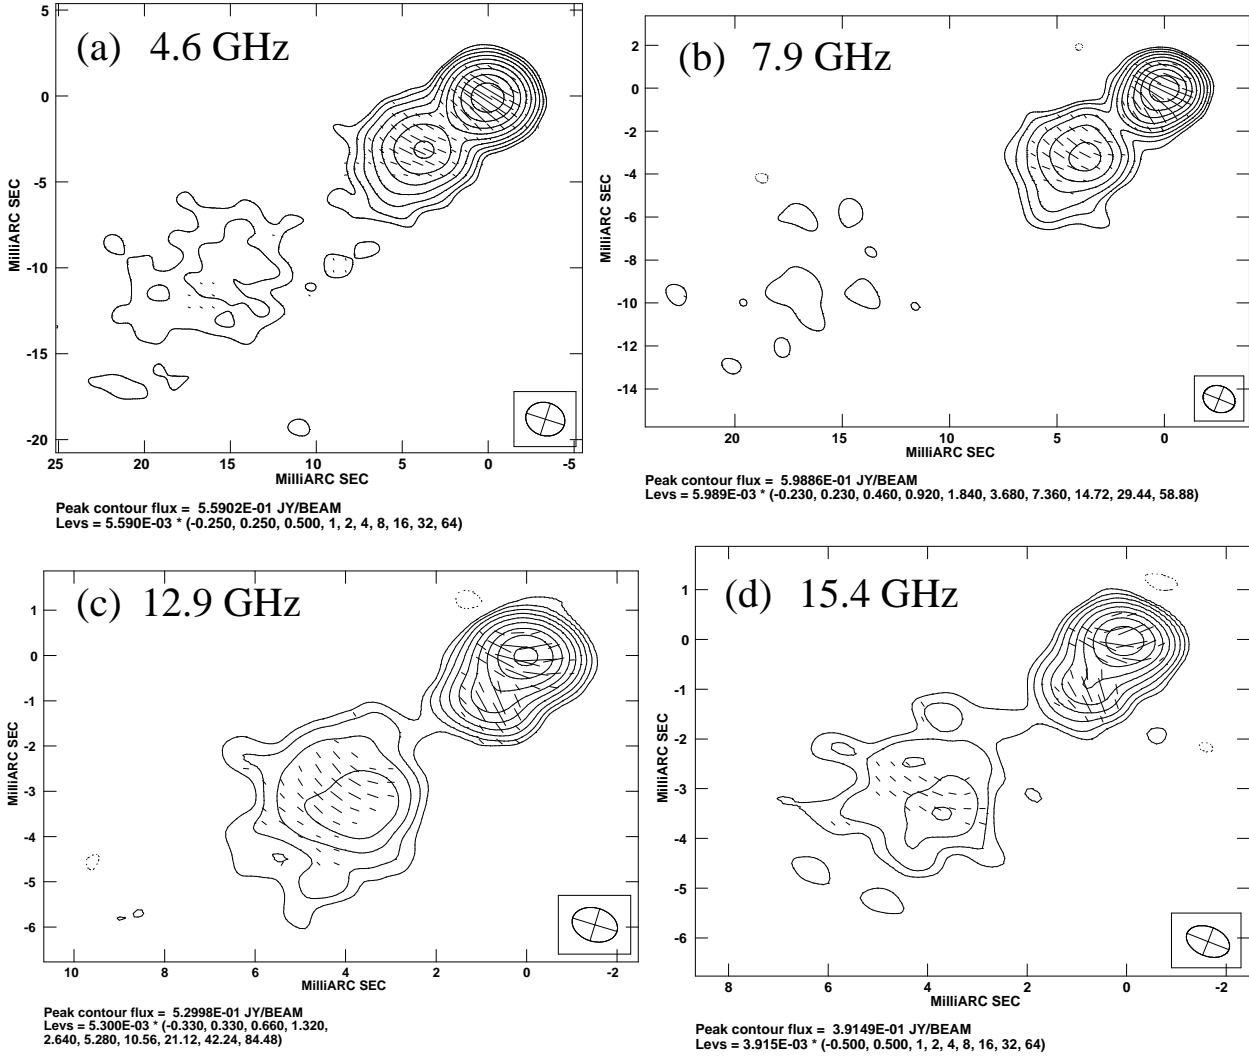 (a) 4.6 GHz
5
0
-5
-10
-15
-20
MilliARC SEC
25 20 15 10 5 0 -5
MilliARC SEC
Peak contour flux = 5.5902E-01 JY/BEAM
Levs = 5.590E-03 * (-0.250, 0.250, 0.500, 1, 2, 4, 8, 16, 32, 64)
(b) 7.9 GHz
2
0
-2
-4
-6
-8
-10
-12
-14
MilliARC SEC
20 15 10 5 0
MilliARC SEC
Peak contour flux = 5.9886E-01 JY/BEAM
Levs = 5.989E-03 * (-0.230, 0.230, 0.460, 0.920, 1.840, 3.680, 7.360, 14.72, 29.44, 58.88)
(c) 12.9 GHz
1
0
-1
-2
-3
-4
-5
-6
MilliARC SEC
10 8 6 4 2 0 -2
MilliARC SEC
Peak contour flux = 5.2998E-01 JY/BEAM
Levs = 5.300E-03 * (-0.330, 0.330, 0.660, 1.320,
2.640, 5.280, 10.56, 21.12, 42.24, 84.48)
(d) 15.4 GHz
1
0
-1
-2
-3
-4
-5
-6
MilliARC SEC
8 6 4 2 0 -2
MilliARC SEC
Peak contour flux = 3.9149E-01 JY/BEAM
Levs = 3.915E-03 * (-0.500, 0.500, 1, 2, 4, 8, 16, 32, 64)